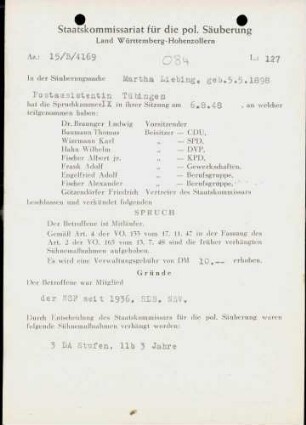 Staatskommissariat für die pol. Säuberung
Land Württemberg-Hohenzollern
Az: 15/B/4169 084 L: 127
In der Säuberungssache Martha Liebing, geb.5.5.1898
Postassistentin Tübingen
hat die Spruchkammer IX in ihrer Sitzung am 6.8.48 , an welcher
teilgenommen haben:
Dr. Braunger Ludwig Vorsitzender
Baumann Thomas Beisitzer — CDU,
Wiermann Karl „ — SPD,
Hahn Wilhelm „ — DVP,
Fischer Albert jr. „ — KPD,
Frank Adolf „ — Gewerkschaften,
Engelfried Adolf „ — Berufsgruppe,
Fischer Alexander „ — Berufsgruppe,
Götzendörfer Friedrich Vertreter des Staatskommissars
beschlossen und verkündet folgenden
SPRUCH
Der Betroffene ist Mitläufer.
Gemäß Art. 4 der VO. 133 vom 17. 11. 47 in der Fassung des
Art. 2 des VO. 165 vom 13. 7. 48 sind die früher verhängten
Sühnemaßnahmen abgegolten.
Es wird eine Verwaltungsgebühr von DM 10.-- erhoben.
Gründe
Der Betroffene war Mitglied
der NSF seit 1936, RDB, NSV.
Durch Entscheidung des Staatskommissars für die pol. Säuberung waren
folgende Sühnemaßnahmen verhängt worden:
3 DA Stufen, 11b 3 Jahre